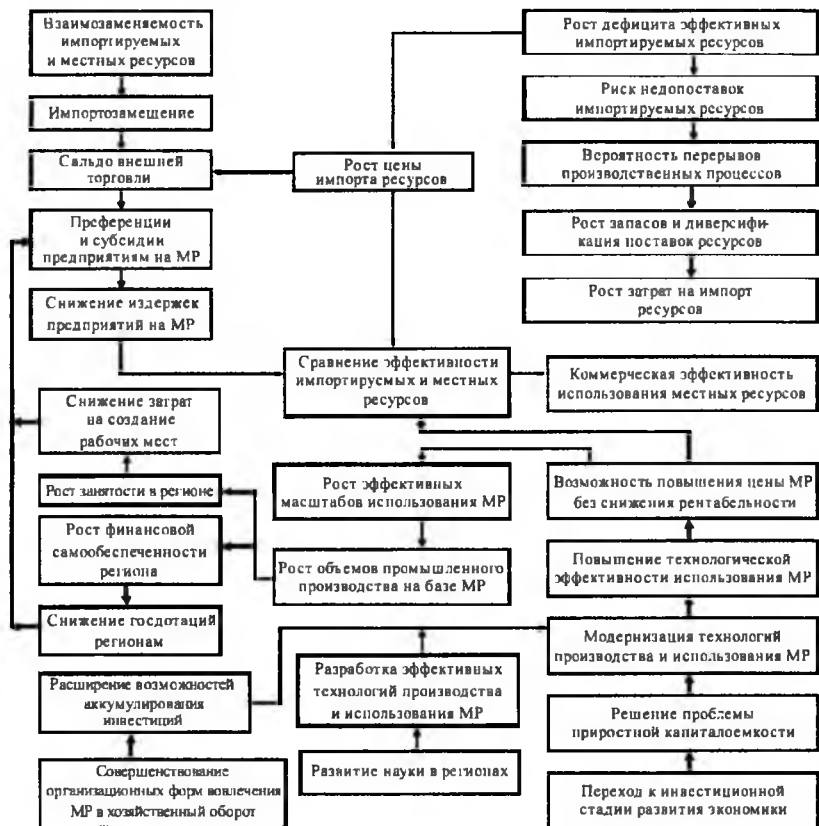 Взаимозаменяемость
импортируемых
и местных ресурсов
Импортозамещение
Сальдо внешней
торговли
Преференции
и субсидии
предприятиям на МР
Снижение издержек
предприятий на МР
Рост цены
импорта ресурсов
Рост дефицита эффективных
импортируемых ресурсов
Риск недопоставок
импортируемых ресурсов
Вероятность перерывов
производственных процессов
Рост запасов и диверсифи-
кация поставок ресурсов
Рост затрат на импорт
ресурсов
Сравнение эффективности
импортируемых и местных
ресурсов
Коммерческая эффективность
использования местных ресурсов
Снижение затрат
на создание
рабочих мест
Рост занятости в регионе
Рост финансовой
самообеспеченности
региона
Снижение госдотаций
регионам
Рост эффективных
масштабов использования МР
Рост объемов промышленного
производства на базе МР
Возможность повышения цены МР
без снижения рентабельности
Повышение технологической
эффективности использования МР
Модернизация технологий
производства и использования МР
Решение проблемы
приростной капиталоемкости
Переход к инвестиционной
стадии развития экономики
Расширение возможностей
аккумулирования
инвестиций
Совершенствование
организационных форм вовлечения
МР в хозяйственный оборот
Разработка эффективных
технологий производства
и использования МР
Развитие науки в регионах